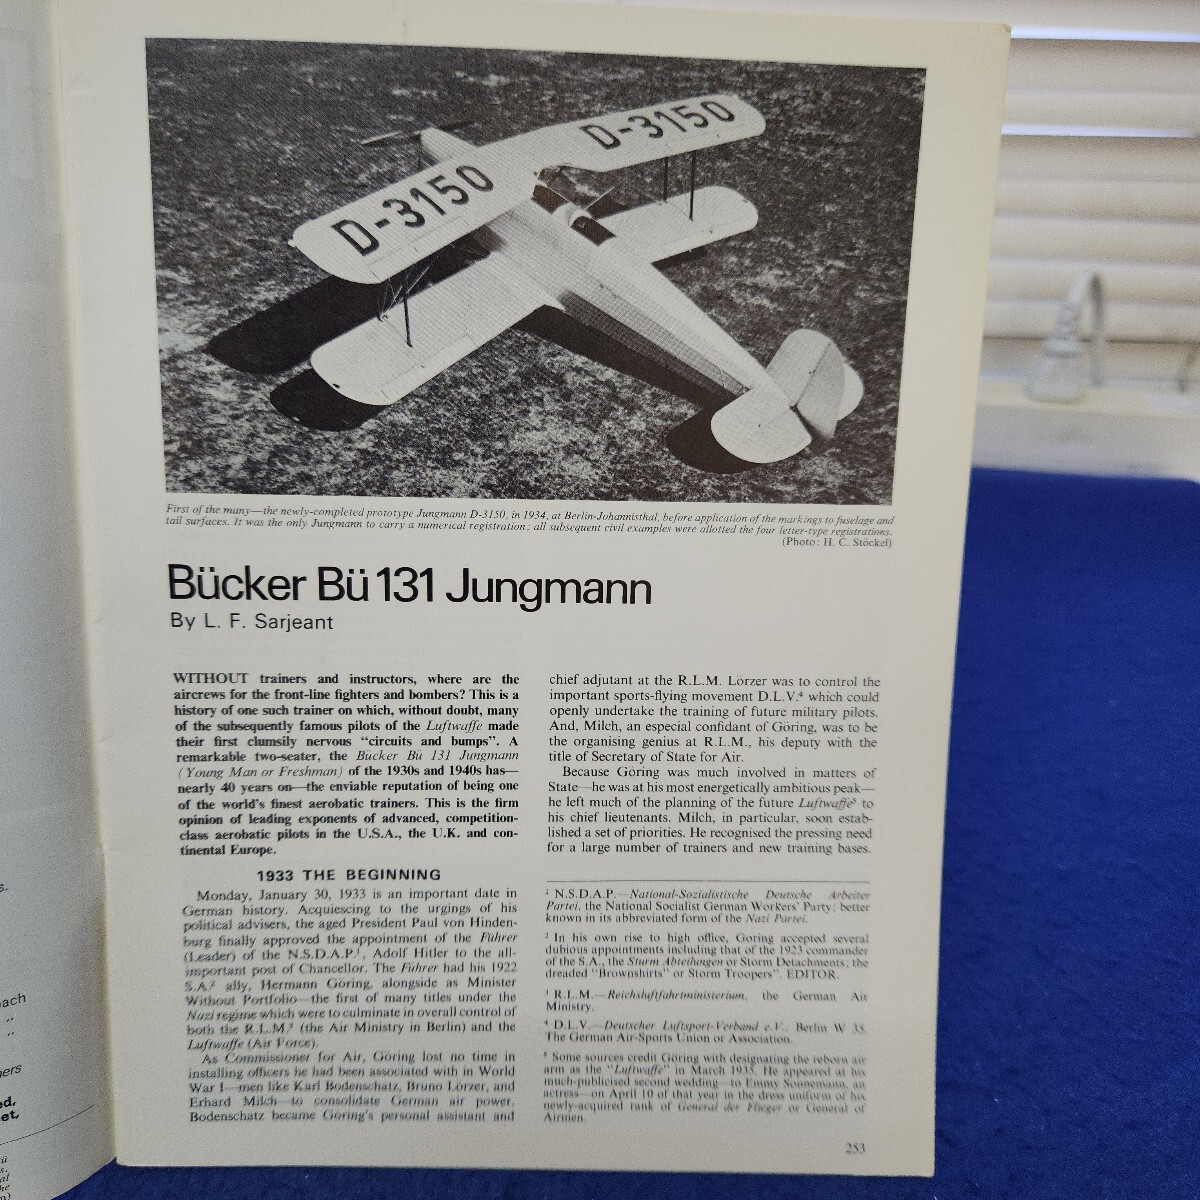 D-3150
D-3150
First of the many—the newly-completed prototype Jungmann D-3150, in 1934, at Berlin-Johannisthal, before application of the markings to fuselage and
tail surfaces. It was the only Jungmann to carry a numerical registration; all subsequent civil examples were allotted the four letter-type registrations.
(Photo: H. C. Stöckel)
Bücker Bü 131 Jungmann
By L. F. Sarjeant
WITHOUT trainers and instructors, where are the
aircrews for the front-line fighters and bombers? This is a
history of one such trainer on which, without doubt, many
of the subsequently famous pilots of the Luftwaffe made
their first clumsily nervous “circuits and bumps”. A
remarkable two-seater, the Bücker Bü 131 Jungmann
(Young Man or Freshman) of the 1930s and 1940s has—
nearly 40 years on—the enviable reputation of being one
of the world's finest aerobatic trainers. This is the firm
opinion of leading exponents of advanced, competition-
class aerobatic pilots in the U.S.A., the U.K. and con-
tinental Europe.
1933 THE BEGINNING
Monday, January 30, 1933 is an important date in
German history. Acquiescing to the urgings of his
political advisers, the aged President Paul von Hinden-
burg finally approved the appointment of the Führer
(Leader) of the N.S.D.A.P.¹, Adolf Hitler to the all-
important post of Chancellor. The Führer had his 1922
S.A.² ally, Hermann Göring, alongside as Minister
Without Portfolio—the first of many titles under the
Nazi regime which were to culminate in overall control of
both the R.L.M.³ (the Air Ministry in Berlin) and the
Luftwaffe (Air Force).
As Commissioner for Air, Göring lost no time in
installing officers he had been associated with in World
War I—men like Karl Bodenschatz, Bruno Lörzer, and
Erhard Milch—to consolidate German air power.
Bodenschatz became Göring's personal assistant and
chief adjutant at the R.L.M. Lörzer was to control the
important sports-flying movement D.L.V.⁴ which could
openly undertake the training of future military pilots.
And, Milch, an especial confidant of Göring, was to be
the organising genius at R.L.M., his deputy with the
title of Secretary of State for Air.
Because Göring was much involved in matters of
State—he was at his most energetically ambitious peak—
he left much of the planning of the future Luftwaffe⁵ to
his chief lieutenants. Milch, in particular, soon estab-
lished a set of priorities. He recognised the pressing need
for a large number of trainers and new training bases.
¹ N.S.D.A.P.—National-Sozialistische Deutsche Arbeiter
Partei, the National Socialist German Workers' Party; better
known in its abbreviated form of the Nazi Partei.
² In his own rise to high office, Goring accepted several
dubious appointments including that of the 1923 commander
of the S.A., the Sturm Abteilungen or Storm Detachments; the
dreaded “Brownshirts” or Storm Troopers”. EDITOR.
³ R.L.M.—Reichsluftfahrtministerium, the German Air
Ministry.
⁴ D.L.V.—Deutscher Luftsport-Verband e.V., Berlin W 35.
The German Air-Sports Union or Association.
⁵ Some sources credit Göring with designating the reborn air
arm as the “Luftwaffe” in March 1935. He appeared at his
much-publicised second wedding—to Emmy Sonnemann, an
actress—on April 10 of that year in the dress uniform of his
newly-acquired rank of General der Flieger or General of
Airmen.
253